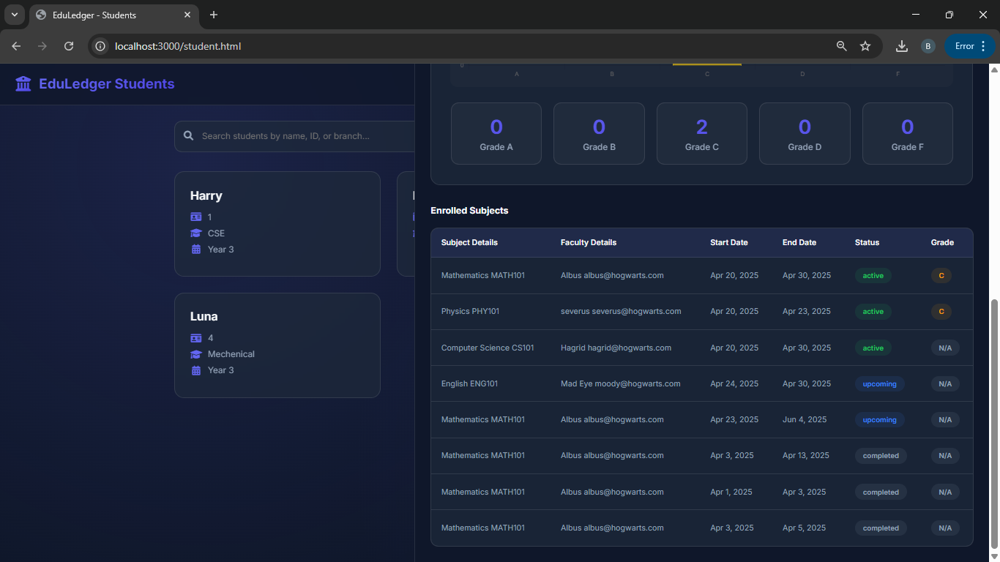 EduLedger - Students
localhost:3000/student.html
B
Error
EduLedger Students
Search students by name, ID, or branch...
Harry
1
CSE
Year 3
Luna
4
Mechenical
Year 3
0
A B C D F
0 0 2 0 0
Grade A Grade B Grade C Grade D Grade F
Enrolled Subjects
Subject Details Faculty Details Start Date End Date Status Grade
Mathematics MATH101 Albus albus@hogwarts.com Apr 20, 2025 Apr 30, 2025 active C
Physics PHY101 severus severus@hogwarts.com Apr 20, 2025 Apr 23, 2025 active C
Computer Science CS101 Hagrid hagrid@hogwarts.com Apr 20, 2025 Apr 30, 2025 active N/A
English ENG101 Mad Eye moody@hogwarts.com Apr 24, 2025 Apr 30, 2025 upcoming N/A
Mathematics MATH101 Albus albus@hogwarts.com Apr 23, 2025 Jun 4, 2025 upcoming N/A
Mathematics MATH101 Albus albus@hogwarts.com Apr 3, 2025 Apr 13, 2025 completed N/A
Mathematics MATH101 Albus albus@hogwarts.com Apr 1, 2025 Apr 3, 2025 completed N/A
Mathematics MATH101 Albus albus@hogwarts.com Apr 3, 2025 Apr 5, 2025 completed N/A